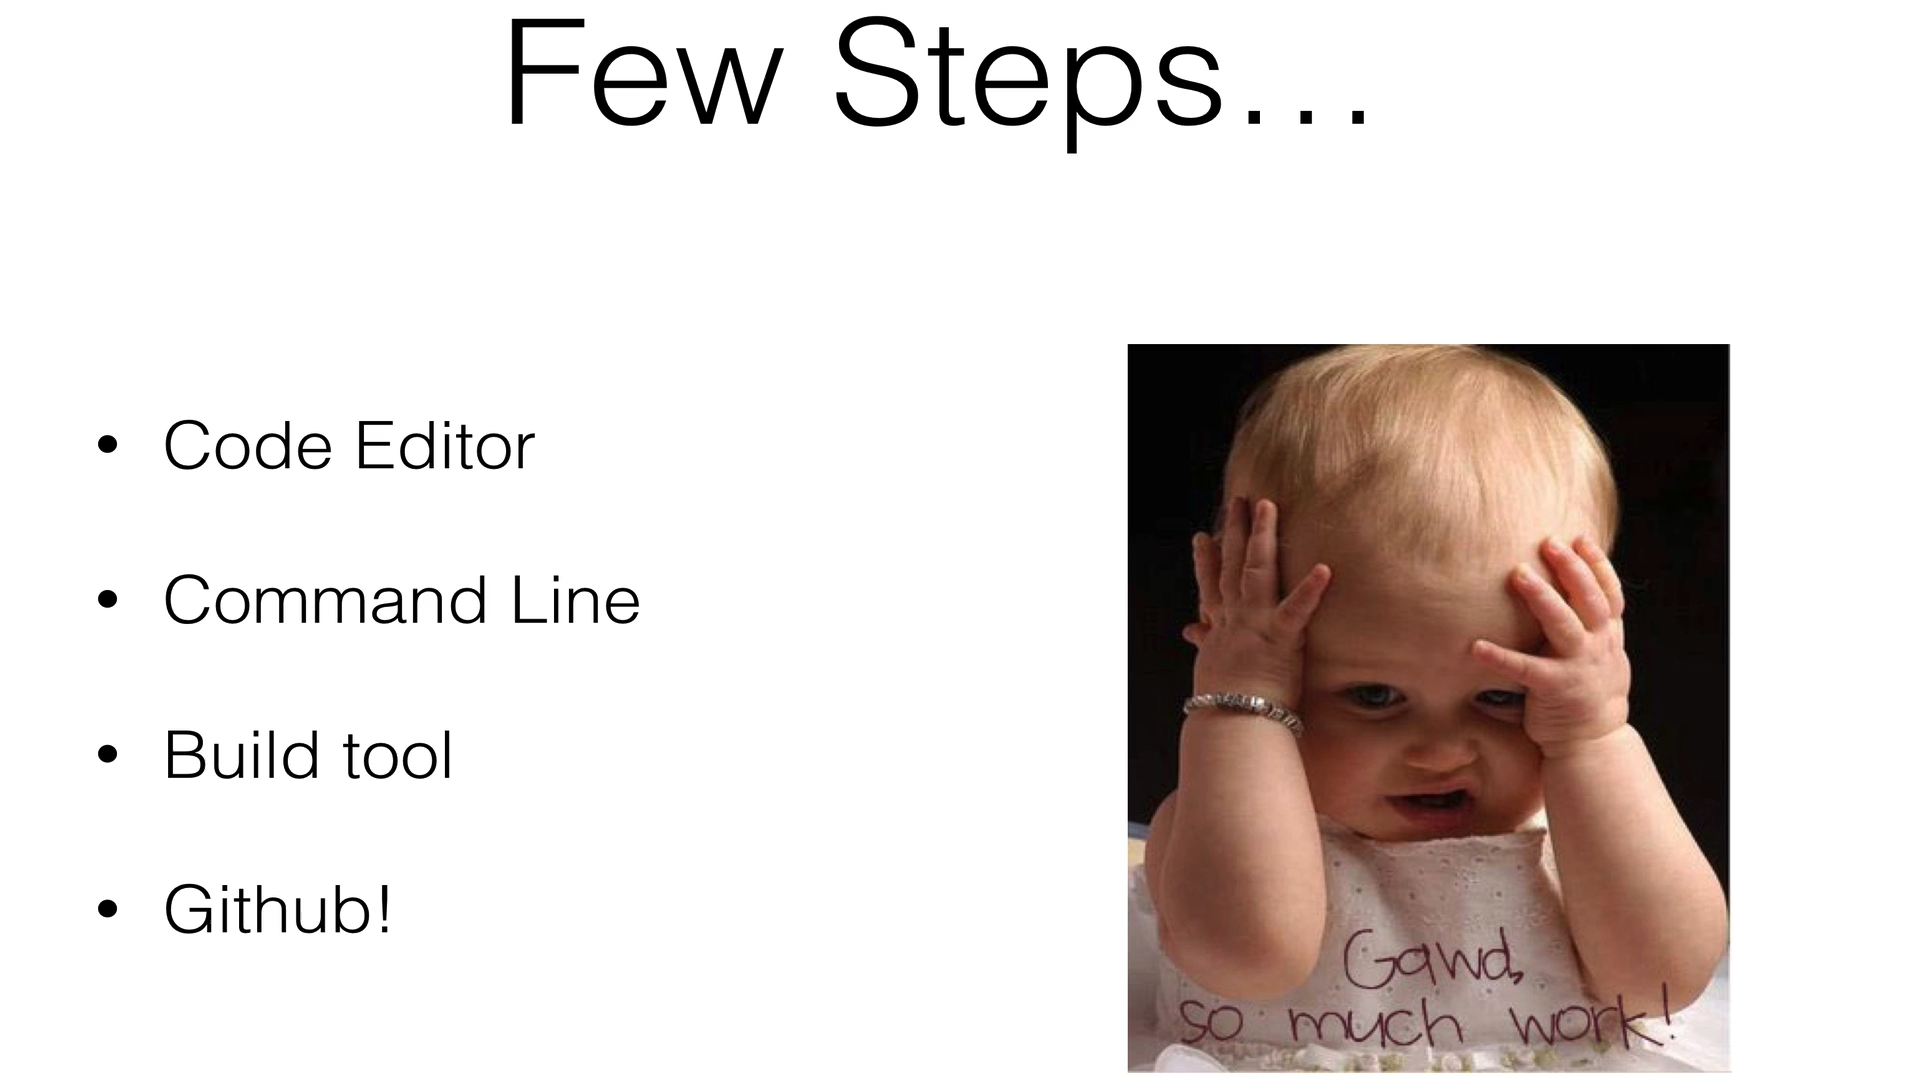 Few Steps…
• Code Editor
• Command Line
• Build tool
• Github!
Gawd,
so much work!